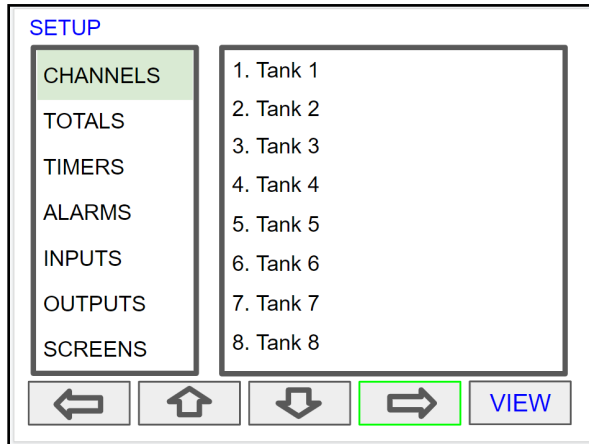 SETUP
CHANNELS
TOTALS
TIMERS
ALARMS
INPUTS
OUTPUTS
SCREENS
1. Tank 1
2. Tank 2
3. Tank 3
4. Tank 4
5. Tank 5
6. Tank 6
7. Tank 7
8. Tank 8
VIEW